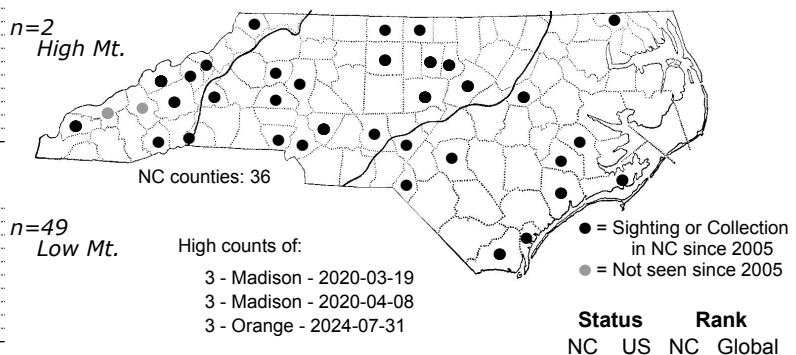 n=2
High Mt.
NC counties: 36
n=49
Low Mt.
High counts of:
3 - Madison - 2020-03-19
3 - Madison - 2020-04-08
3 - Orange - 2024-07-31
● = Sighting or Collection
in NC since 2005
● = Not seen since 2005
Status Rank
NC US NC Global